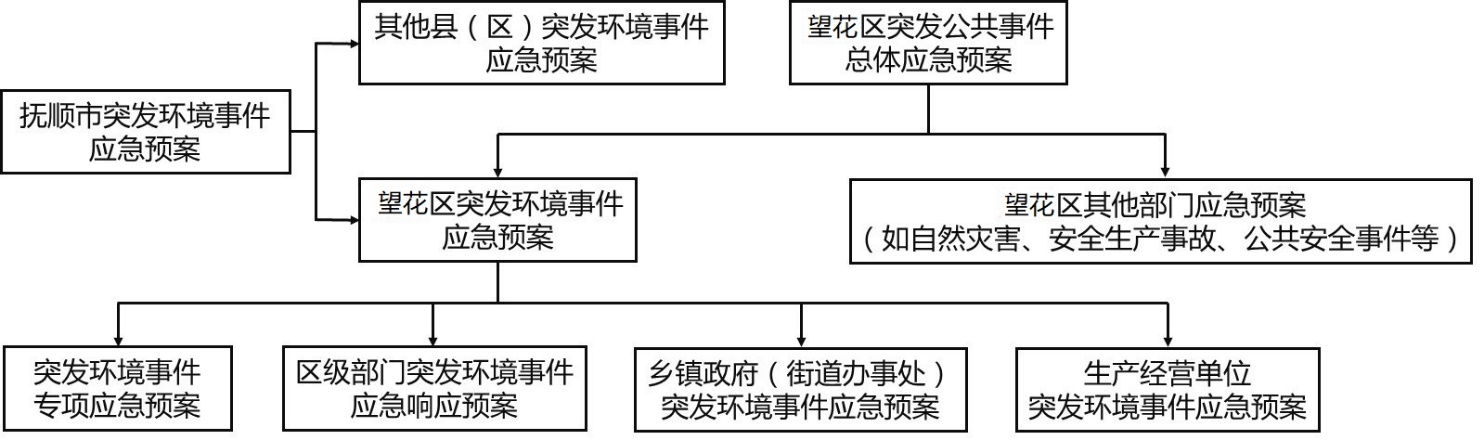 其他县（区）突发环境事件
应急预案
望花区突发公共事件
总体应急预案
抚顺市突发环境事件
应急预案
望花区突发环境事件
应急预案
望花区其他部门应急预案
（如自然灾害、安全生产事故、公共安全事件等）
突发环境事件
专项应急预案
区级部门突发环境事件
应急响应预案
乡镇政府（街道办事处）
突发环境事件应急预案
生产经营单位
突发环境事件应急预案